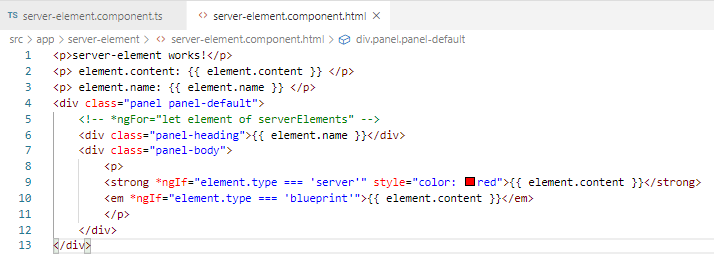 TS server-element.component.ts <> server-element.component.html ×
src > app > server-element > <> server-element.component.html > div.panel.panel-default
1 <p>server-element works!</p>
2 <p> element.content: {{ element.content }} </p>
3 <p> element.name: {{ element.name }} </p>
4 <div class="panel panel-default">
5 <!-- *ngFor="let element of serverElements" -->
6 <div class="panel-heading">{{ element.name }}</div>
7 <div class="panel-body">
8 <p>
9 <strong *ngIf="element.type === 'server'" style="color: red">{{ element.content }}</strong>
10 <em *ngIf="element.type === 'blueprint'">{{ element.content }}</em>
11 </p>
12 </div>
13 </div>